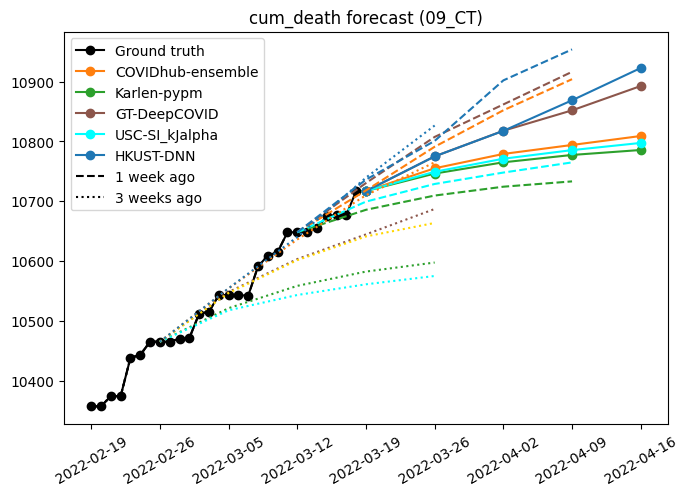 cum_death forecast (09_CT)
Ground truth
COVIDhub-ensemble
Karlen-pypm
GT-DeepCOVID
USC-SI_kJalpha
HKUST-DNN
1 week ago
3 weeks ago
10900
10800
10700
10600
10500
10400
2022-02-19
2022-02-26
2022-03-05
2022-03-12
2022-03-19
2022-03-26
2022-04-02
2022-04-09
2022-04-16